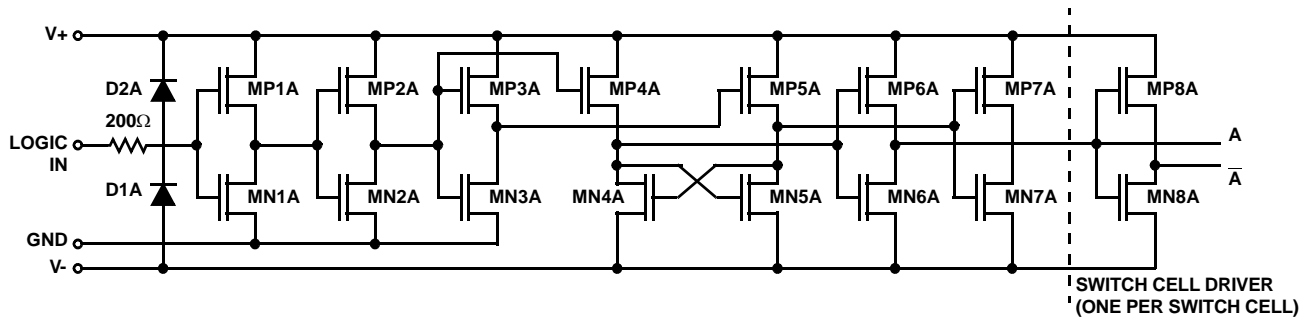 V+
D2A
MP1A
MP2A
MP3A
MP4A
MP5A
MP6A
MP7A
MP8A
200Ω
LOGIC
IN
A
A̅
D1A
MN1A
MN2A
MN3A
MN4A
MN5A
MN6A
MN7A
MN8A
GND
V-
SWITCH CELL DRIVER
(ONE PER SWITCH CELL)